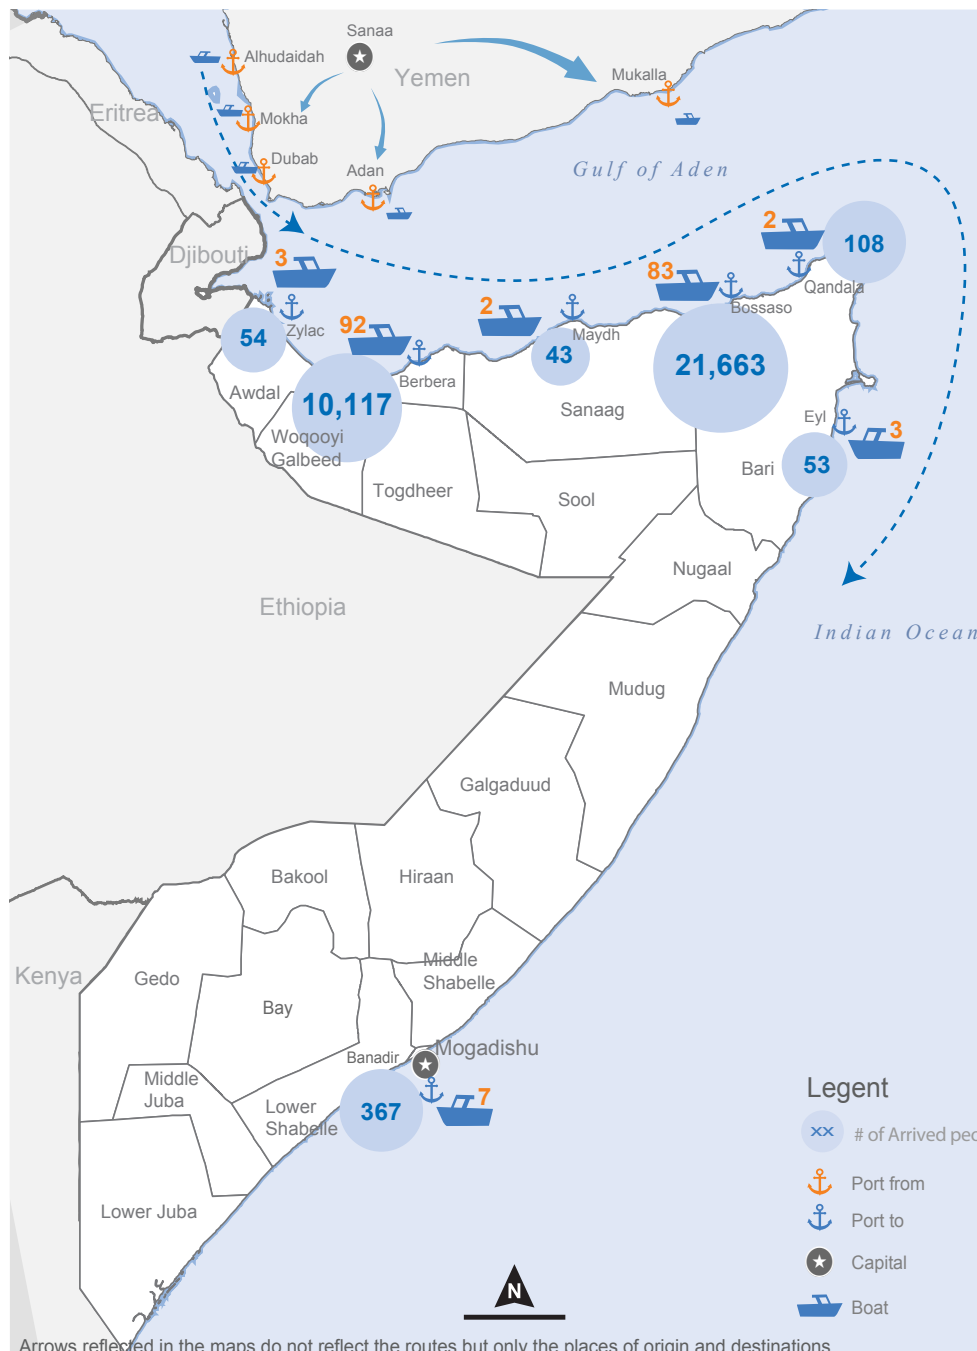 Sanaa
Alhudaidah
Yemen
Mukalla
Eritrea
Mokha
Dubab
Adan
Gulf of Aden
Djibouti
3
2
108
83
Qandala
Zylac
92
2
Bossaso
54
Maydh
43
21,663
Berbera
Awdal
10,117
Sanaag
Eyl
3
Woqooyi
Galbeed
53
Bari
Togdheer
Sool
Nugaal
Ethiopia
Indian Ocean
Mudug
Galgaduud
Bakool
Hiraan
Middle
Shabelle
Kenya
Gedo
Bay
Mogadishu
Banadir
Middle
Juba
7
367
Lower
Shabelle
Lower Juba
Legent
xx # of Arrived peo
Port from
Port to
Capital
Boat
N
Arrows reflected in the maps do not reflect the routes but only the places of origin and destinations